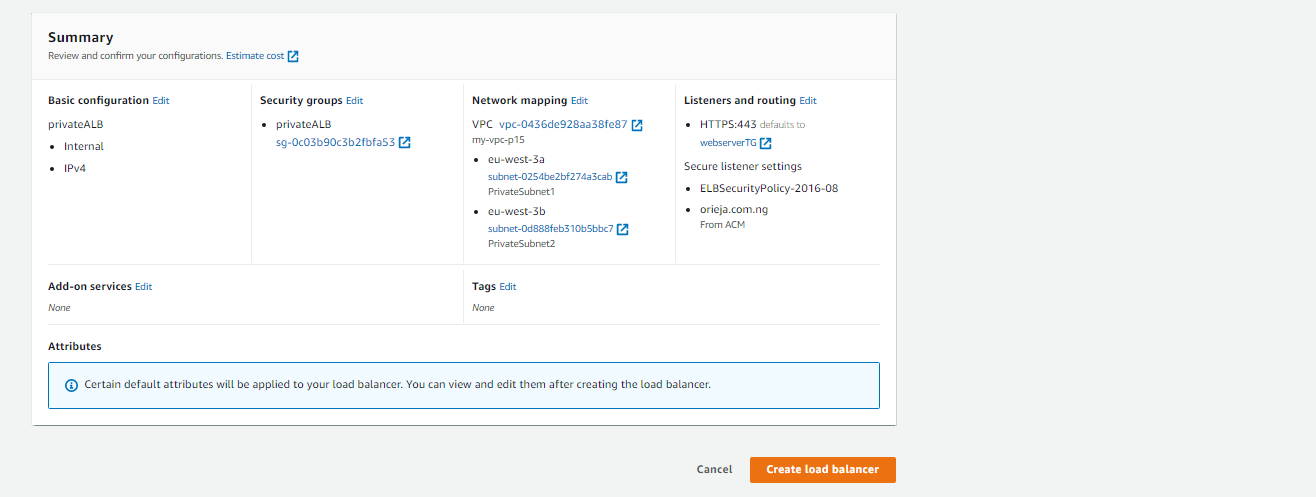 Summary
Review and confirm your configurations. Estimate cost
Basic configuration Edit
privateALB
Internal
IPv4
Security groups Edit
privateALB
sg-0c03b90c3b2fbfa53
Network mapping Edit
VPC vpc-0436de928aa38fe87
my-vpc-p15
eu-west-3a
subnet-0254be2bf274a3cab
PrivateSubnet1
eu-west-3b
subnet-0d888feb310b5bbc7
PrivateSubnet2
Listeners and routing Edit
HTTPS:443 defaults to
webserverTG
Secure listener settings
ELBSecurityPolicy-2016-08
orieja.com.ng
From ACM
Add-on services Edit
None
Tags Edit
None
Attributes
Certain default attributes will be applied to your load balancer. You can view and edit them after creating the load balancer.
Cancel
Create load balancer